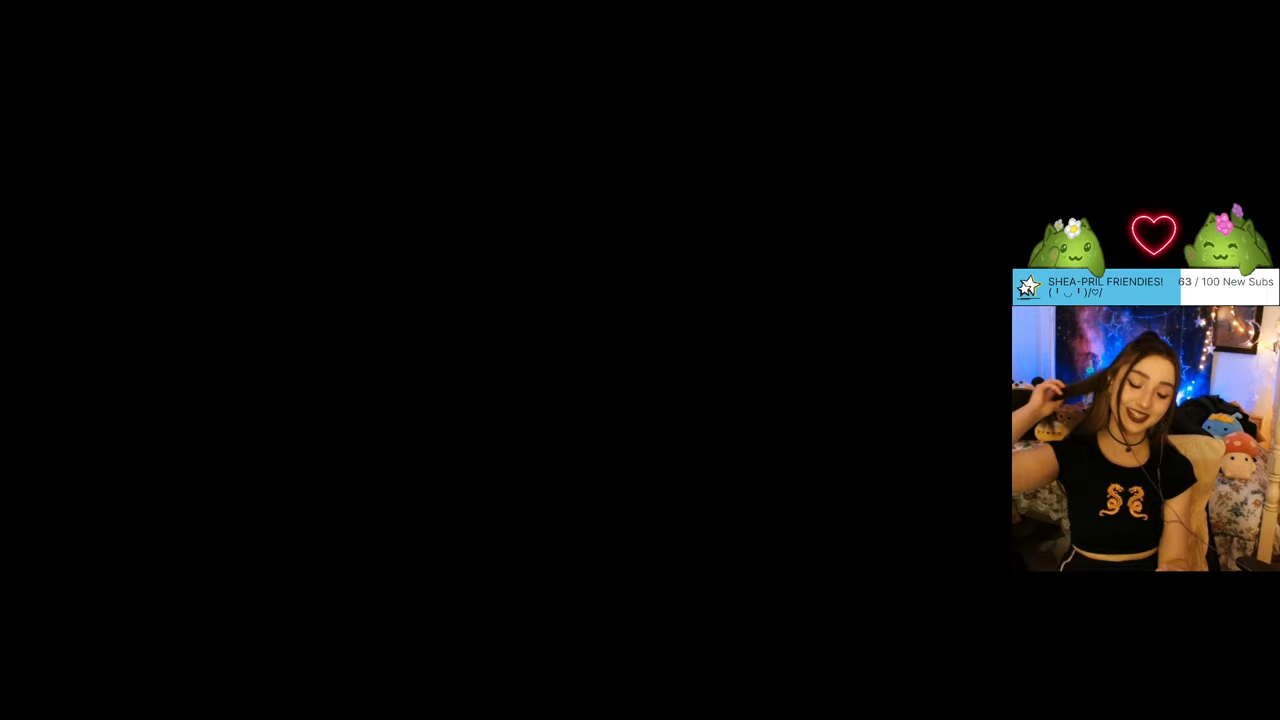 SHEA-PRIL FRIENDIES! 63 / 100 New Subs
(╹◡╹)/♡/